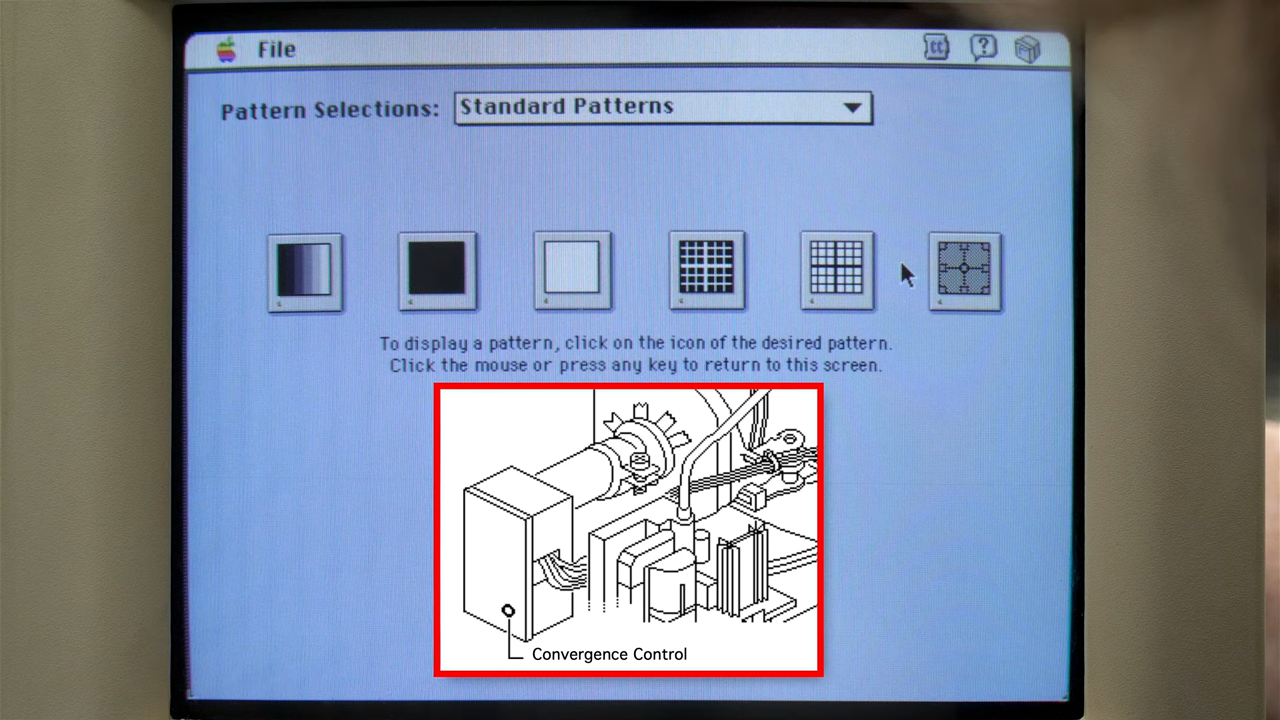 File
Pattern Selections: Standard Patterns
To display a pattern, click on the icon of the desired pattern.
Click the mouse or press any key to return to this screen.
Convergence Control